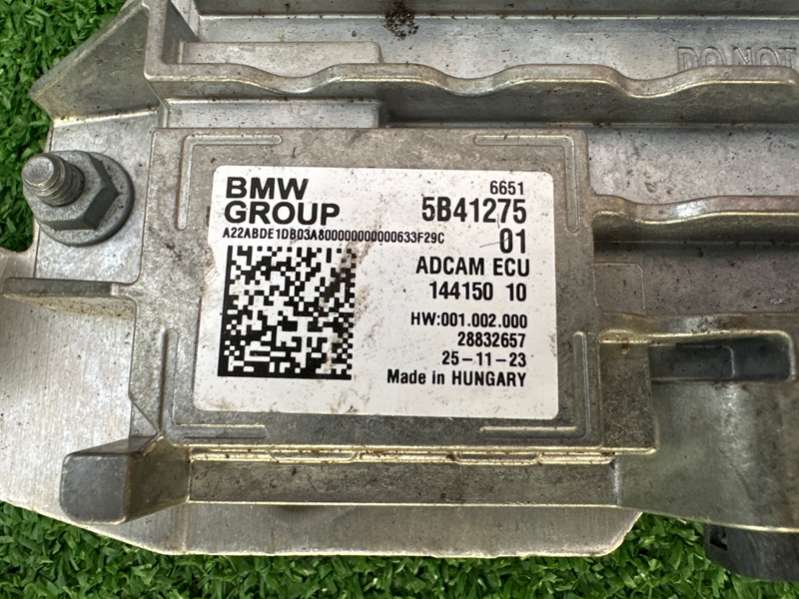 DO NOT
BMW
GROUP
A22ABDE1DB03A800000000000633F29C
6651
5B41275
01
ADCAM ECU
144150 10
HW:001.002.000
28832657
25-11-23
Made in HUNGARY